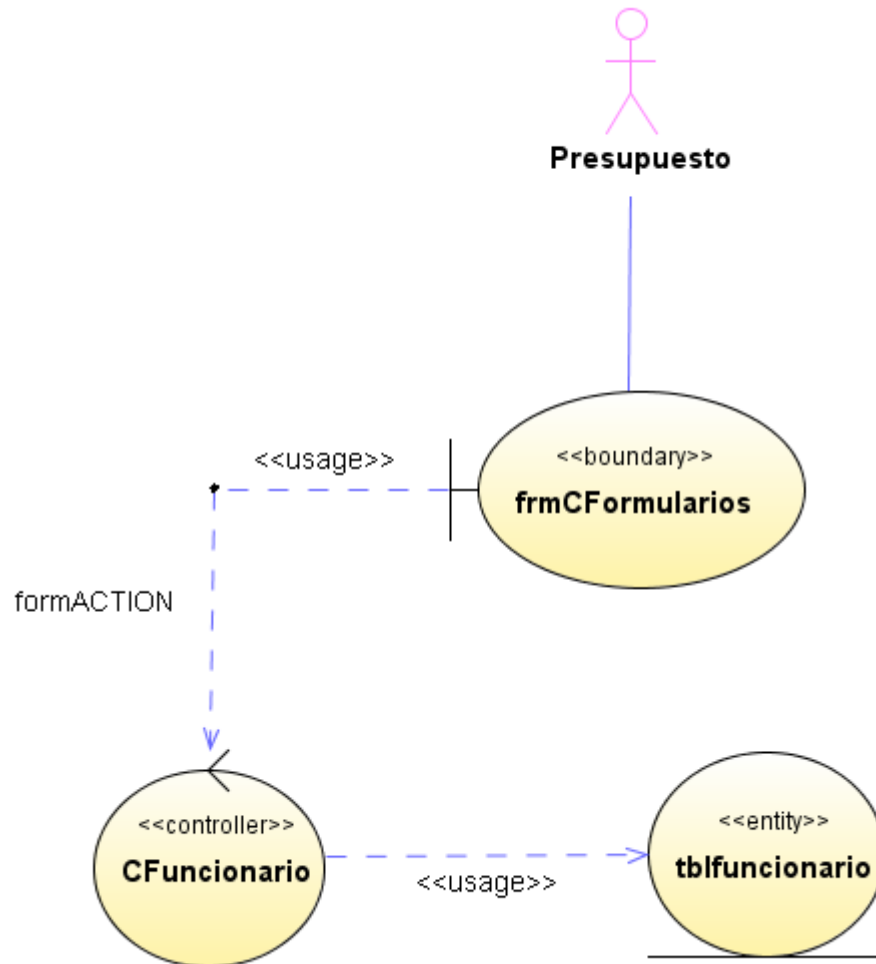 Presupuesto
<<usage>>
<<boundary>>
frmCFormularios
formACTION
<<controller>>
CFuncionario
<<usage>>
<<entity>>
tblfuncionario